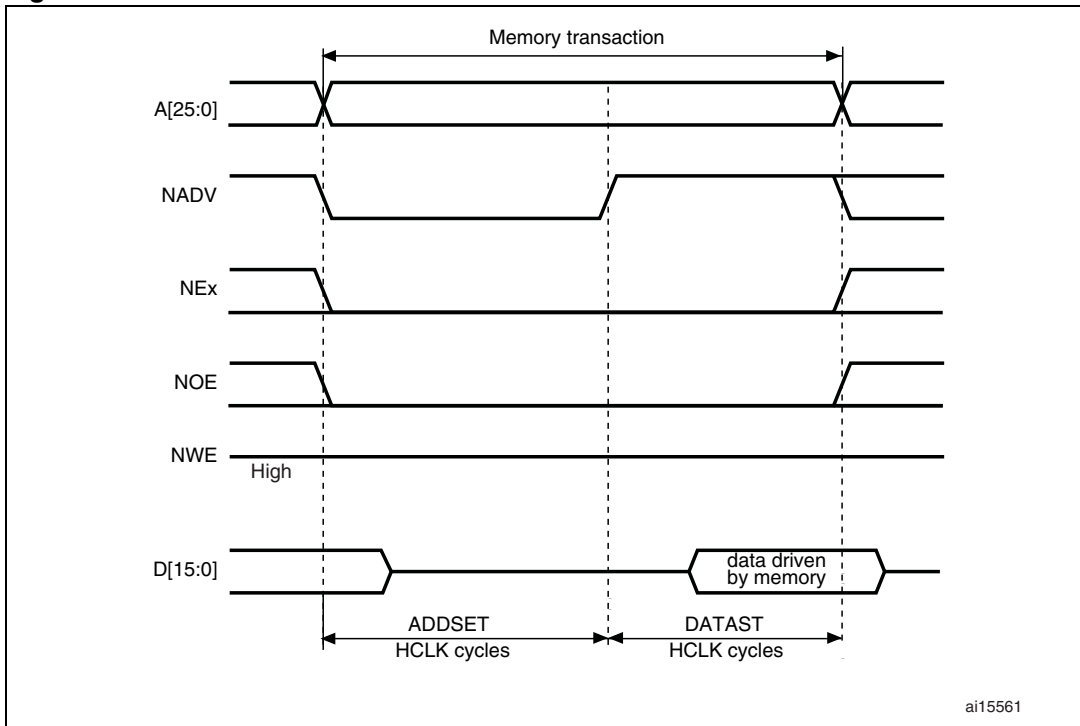 Memory transaction
A[25:0]
NADV
NEx
NOE
NWE
High
D[15:0]
data driven
by memory
ADDSET
HCLK cycles
DATAST
HCLK cycles
ai15561